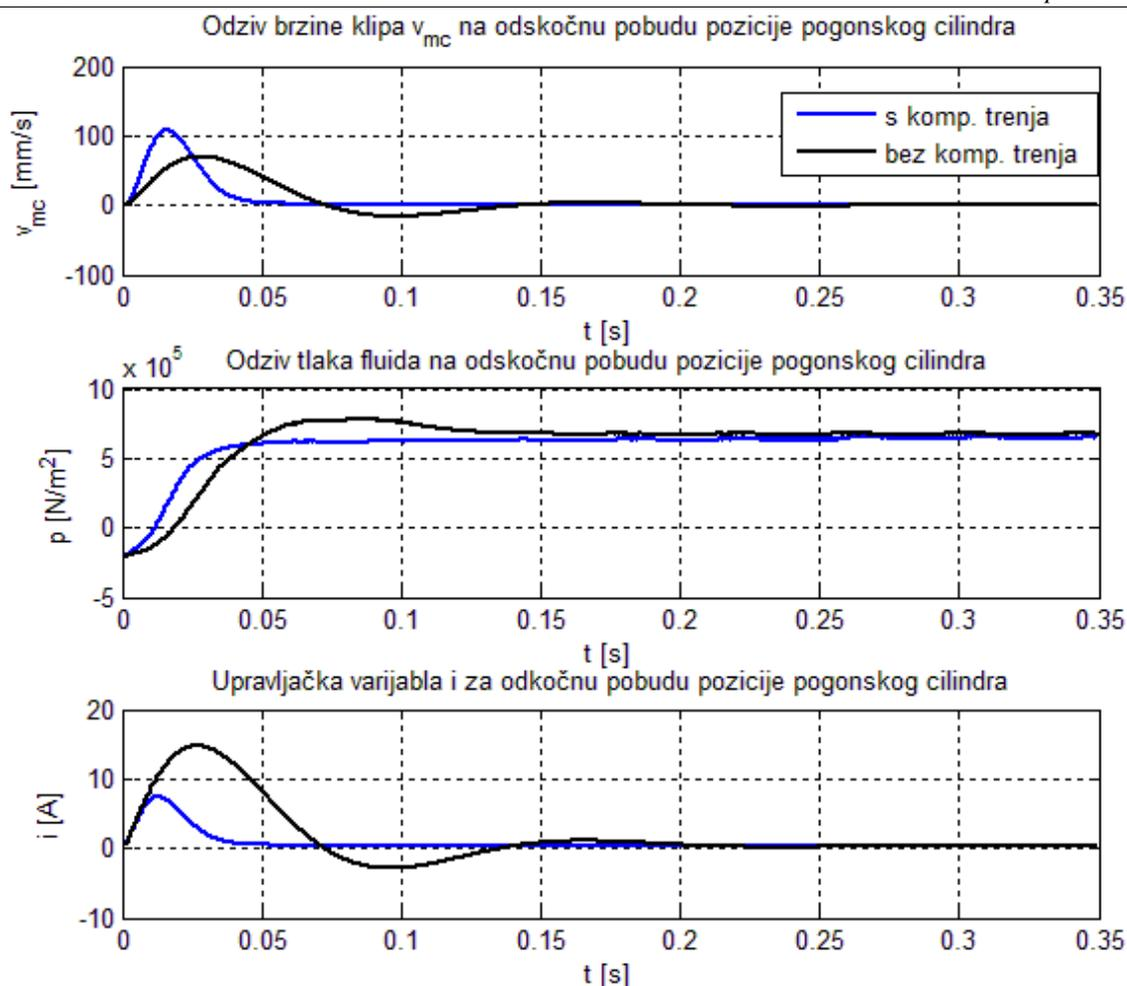 Odziv brzine klipa v_mc na odskočnu pobudu pozicije pogonskog cilindra
200
100
0
-100
v_mc [mm/s]
s komp. trenja
bez komp. trenja
0 0.05 0.1 0.15 0.2 0.25 0.3 0.35
t [s]
x 10^5
Odziv tlaka fluida na odskočnu pobudu pozicije pogonskog cilindra
10
5
0
-5
p [N/m^2]
0 0.05 0.1 0.15 0.2 0.25 0.3 0.35
t [s]
Upravljačka varijabla i za odkočnu pobudu pozicije pogonskog cilindra
20
10
0
-10
i [A]
0 0.05 0.1 0.15 0.2 0.25 0.3 0.35
t [s]